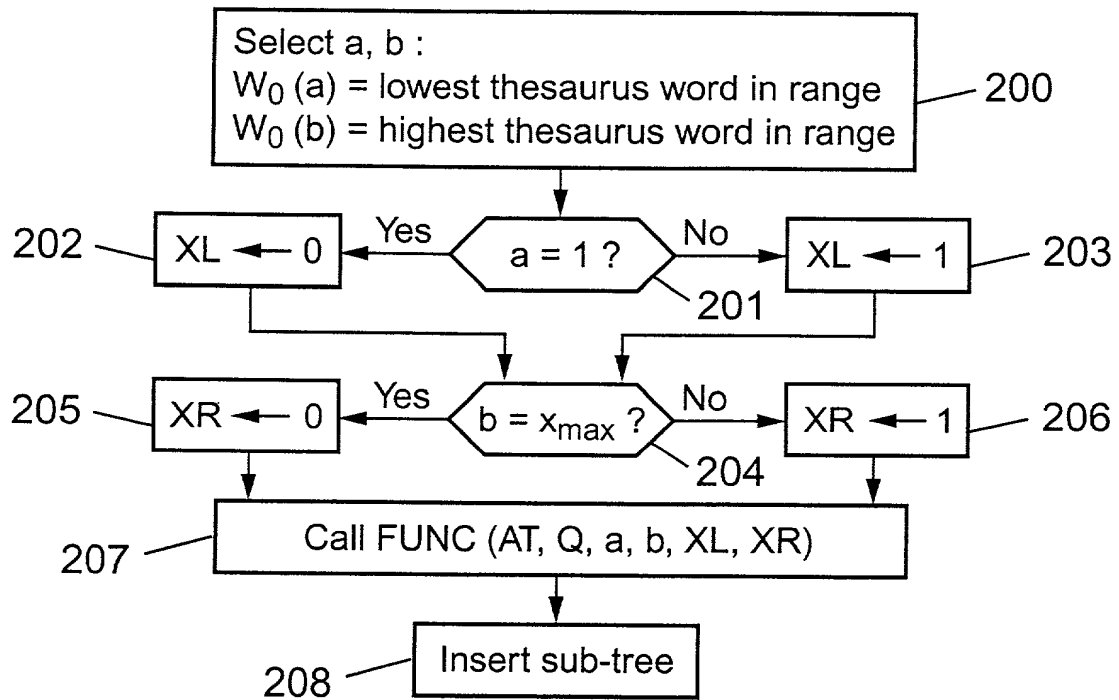 Select a, b :
W0 (a) = lowest thesaurus word in range
W0 (b) = highest thesaurus word in range
200
202
XL ← 0
Yes
a = 1 ?
No
XL ← 1
203
201
205
XR ← 0
Yes
b = xmax ?
No
XR ← 1
206
204
207
Call FUNC (AT, Q, a, b, XL, XR)
208
Insert sub-tree